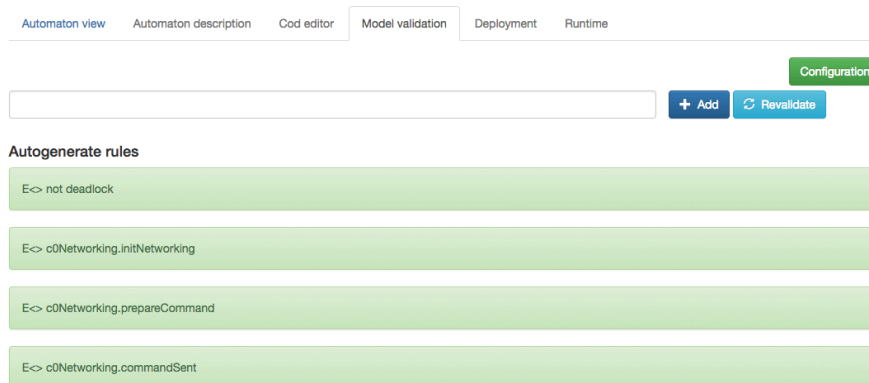 Automaton view Automaton description Cod editor Model validation Deployment Runtime
Configuration
+ Add Revalidate
Autogenerate rules
E<> not deadlock
E<> c0Networking.initNetworking
E<> c0Networking.prepareCommand
E<> c0Networking.commandSent